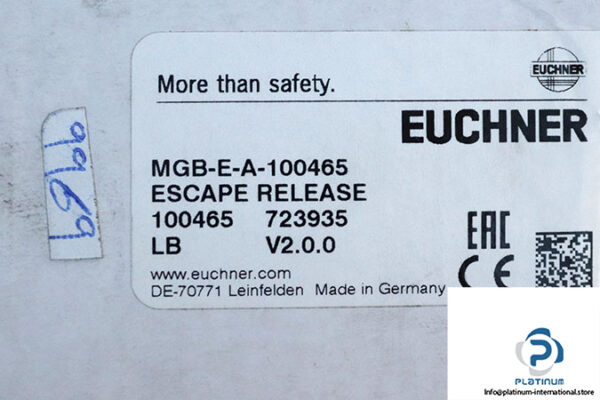 EUCHNER
More than safety.
EUCHNER
MGB-E-A-100465
ESCAPE RELEASE
100465 723935
LB V2.0.0
www.euchner.com
DE-70771 Leinfelden Made in Germany
EAC
CE
9969
PLATINUM
Info@platinum-international.store